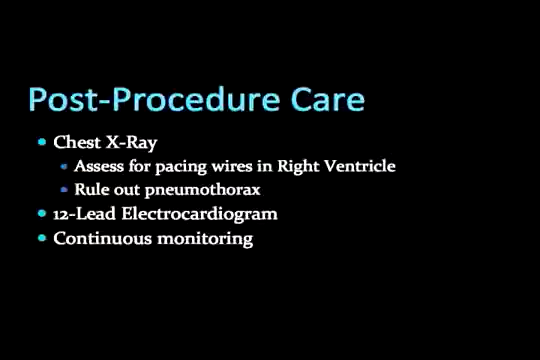 Post-Procedure Care
Chest X-Ray
Assess for pacing wires in Right Ventricle
Rule out pneumothorax
12-Lead Electrocardiogram
Continuous monitoring